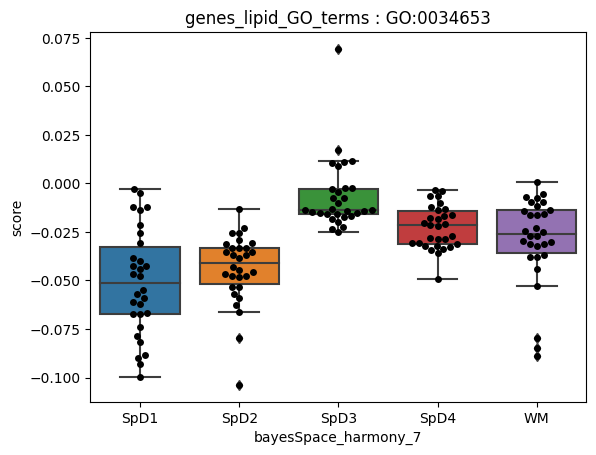 genes_lipid_GO_terms : GO:0034653
score
0.075
0.050
0.025
0.000
−0.025
−0.050
−0.075
−0.100
SpD1 SpD2 SpD3 SpD4 WM
bayesSpace_harmony_7